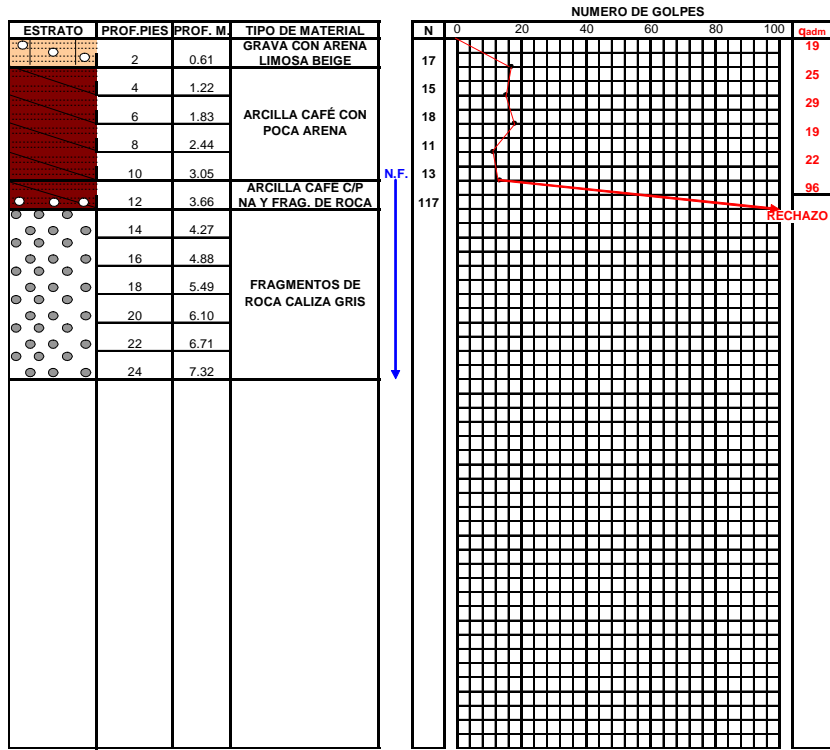 NUMERO DE GOLPES
ESTRATO PROF.PIES PROF. M. TIPO DE MATERIAL N 0 20 40 60 80 100 qadm
GRAVA CON ARENA
LIMOSA BEIGE
2 0.61
4 1.22
6 1.83
8 2.44
10 3.05
12 3.66
14 4.27
16 4.88
18 5.49
20 6.10
22 6.71
24 7.32
ARCILLA CAFÉ CON
POCA ARENA
ARCILLA CAFÉ C/P
NA Y FRAG. DE ROCA
FRAGMENTOS DE
ROCA CALIZA GRIS
N.F.
17
15
18
11
13
117
19
25
29
19
22
96
RECHAZO